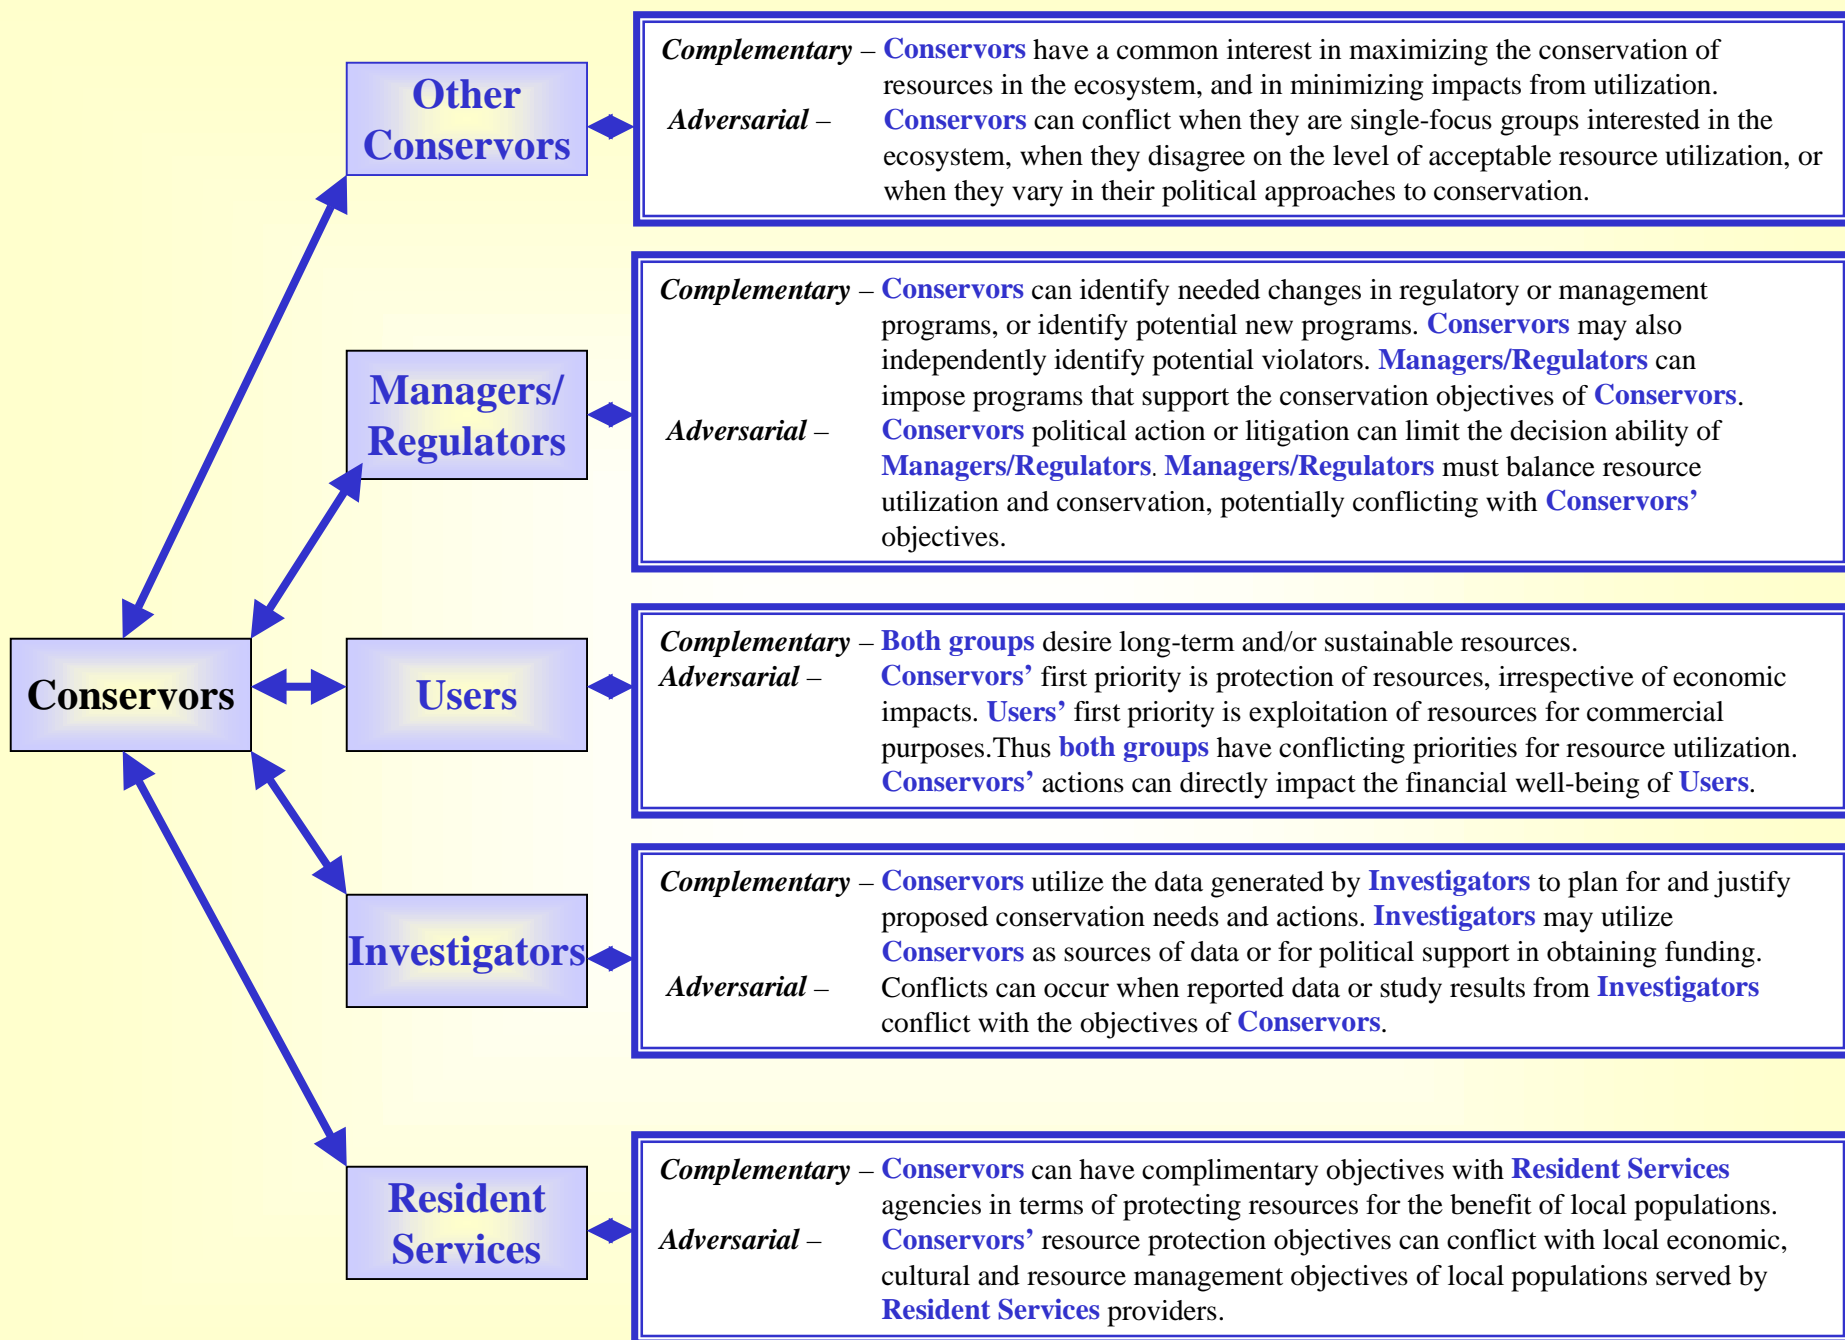 Other
Conservors
Complementary – Conservors have a common interest in maximizing the conservation of
resources in the ecosystem, and in minimizing impacts from utilization.
Adversarial – Conservors can conflict when they are single-focus groups interested in the
ecosystem, when they disagree on the level of acceptable resource utilization, or
when they vary in their political approaches to conservation.
Managers/
Regulators
Complementary – Conservors can identify needed changes in regulatory or management
programs, or identify potential new programs. Conservors may also
independently identify potential violators. Managers/Regulators can
impose programs that support the conservation objectives of Conservors.
Adversarial – Conservors political action or litigation can limit the decision ability of
Managers/Regulators. Managers/Regulators must balance resource
utilization and conservation, potentially conflicting with Conservors’
objectives.
Conservors
Users
Complementary – Both groups desire long-term and/or sustainable resources.
Adversarial – Conservors’ first priority is protection of resources, irrespective of economic
impacts. Users’ first priority is exploitation of resources for commercial
purposes.Thus both groups have conflicting priorities for resource utilization.
Conservors’ actions can directly impact the financial well-being of Users.
Investigators
Complementary – Conservors utilize the data generated by Investigators to plan for and justify
proposed conservation needs and actions. Investigators may utilize
Conservors as sources of data or for political support in obtaining funding.
Adversarial – Conflicts can occur when reported data or study results from Investigators
conflict with the objectives of Conservors.
Resident
Services
Complementary – Conservors can have complimentary objectives with Resident Services
agencies in terms of protecting resources for the benefit of local populations.
Adversarial – Conservors’ resource protection objectives can conflict with local economic,
cultural and resource management objectives of local populations served by
Resident Services providers.